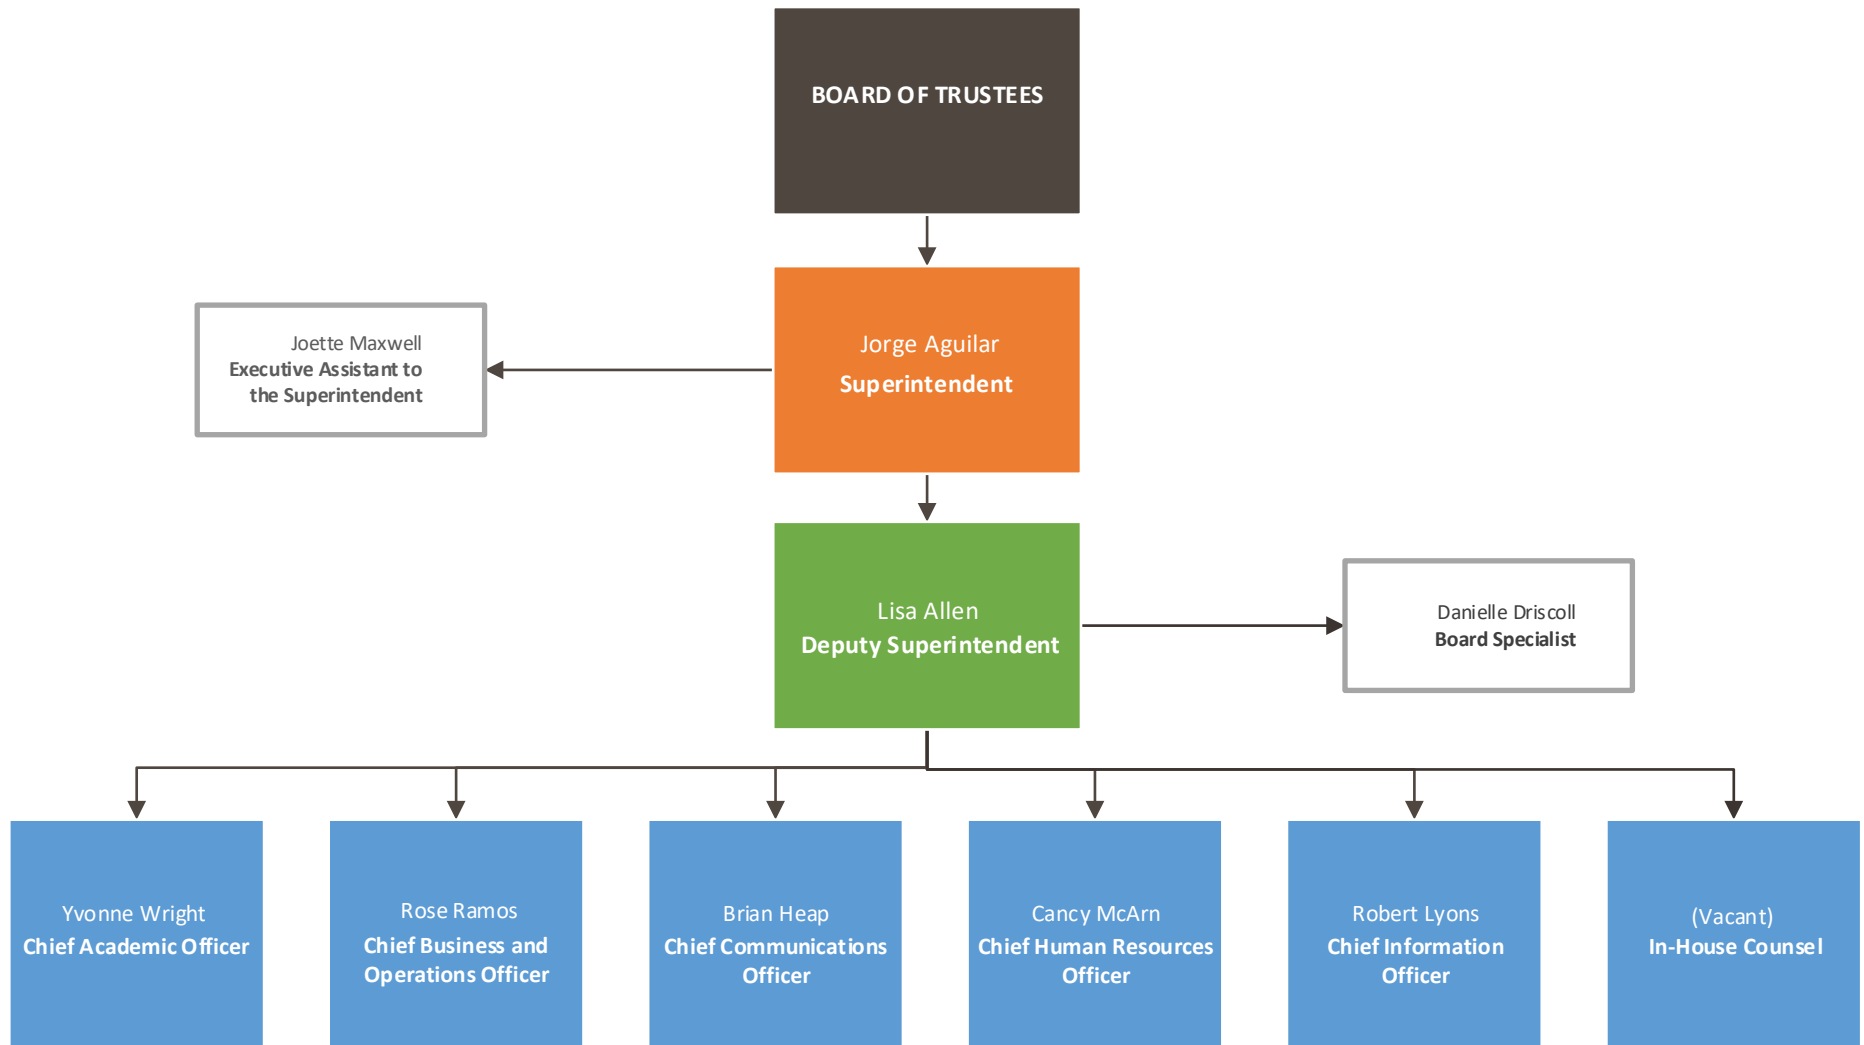 BOARD OF TRUSTEES
Joette Maxwell
Executive Assistant to
the Superintendent
Jorge Aguilar
Superintendent
Lisa Allen
Deputy Superintendent
Danielle Driscoll
Board Specialist
Yvonne Wright
Chief Academic Officer
Rose Ramos
Chief Business and
Operations Officer
Brian Heap
Chief Communications
Officer
Cancy McArn
Chief Human Resources
Officer
Robert Lyons
Chief Information
Officer
(Vacant)
In-House Counsel